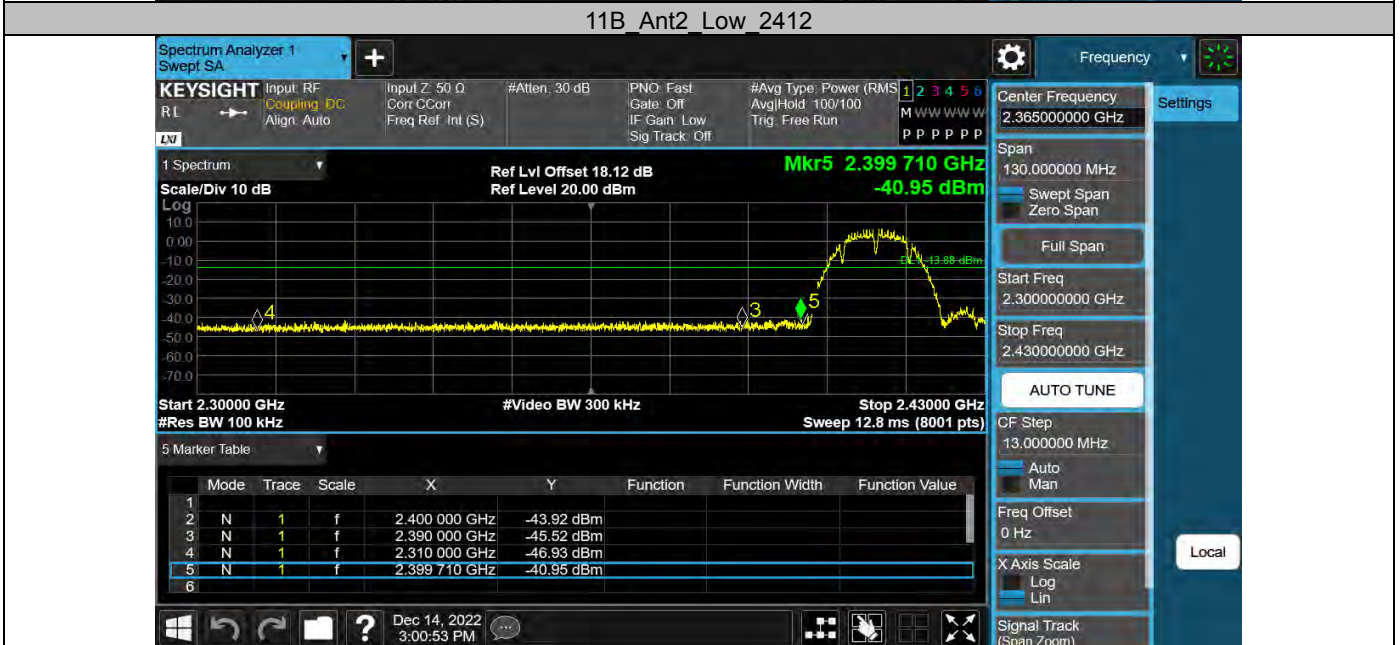 11B_Ant2_Low_2412
Spectrum Analyzer 1
Swept SA
+
Frequency
KEYSIGHT
RL
LXI
Input: RF
Coupling: DC
Align: Auto
Input Z: 50 Ω
Corr CCorr
Freq Ref: Int (S)
#Atten: 30 dB
PNO: Fast
Gate: Off
IF Gain: Low
Sig Track: Off
#Avg Type: Power (RMS
Avg|Hold: 100/100
Trig: Free Run
1 2 3 4 5 6
M W W W W W
P P P P P P
Center Frequency
2.365000000 GHz
Settings
Span
130.000000 MHz
Swept Span
Zero Span
Full Span
Start Freq
2.300000000 GHz
Stop Freq
2.430000000 GHz
AUTO TUNE
CF Step
13.000000 MHz
Auto
Man
Freq Offset
0 Hz
X Axis Scale
Log
Lin
Signal Track
(Span Zoom)
Local
1 Spectrum
Scale/Div 10 dB
Ref Lvl Offset 18.12 dB
Ref Level 20.00 dBm
Mkr5 2.399 710 GHz
-40.95 dBm
Log
10.0
0.00
-10.0
-20.0
-30.0
-40.0
-50.0
-60.0
-70.0
DL1 -13.88 dBm
4
3
5
Start 2.30000 GHz
#Res BW 100 kHz
#Video BW 300 kHz
Stop 2.43000 GHz
Sweep 12.8 ms (8001 pts)
5 Marker Table
Mode Trace Scale X Y Function Function Width Function Value
1
2 N 1 f 2.400 000 GHz -43.92 dBm
3 N 1 f 2.390 000 GHz -45.52 dBm
4 N 1 f 2.310 000 GHz -46.93 dBm
5 N 1 f 2.399 710 GHz -40.95 dBm
6
?
Dec 14, 2022
3:00:53 PM